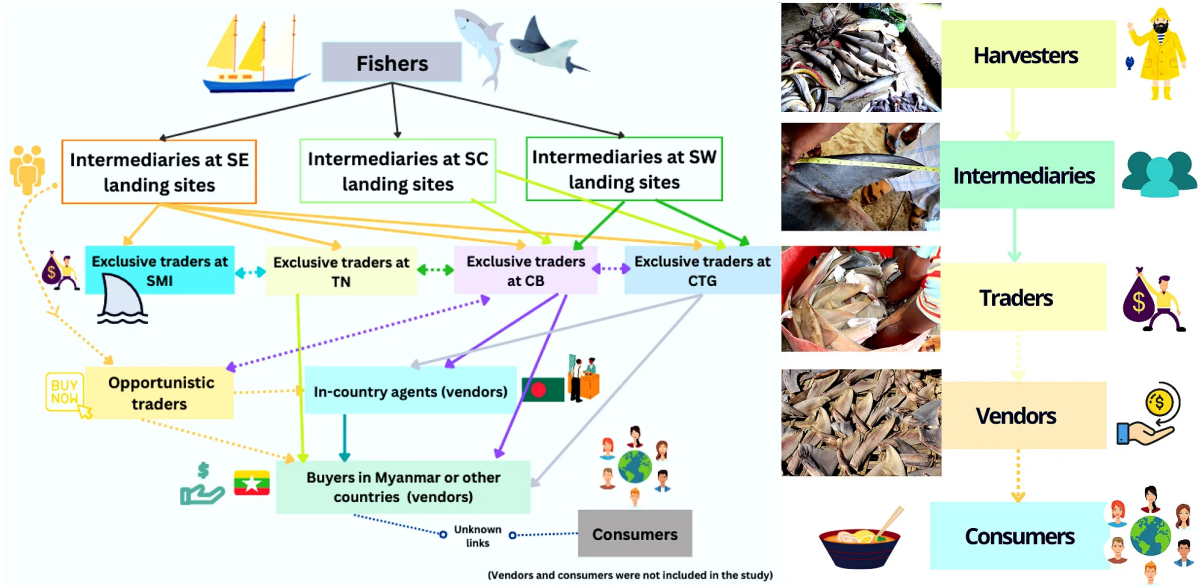 Fishers
Intermediaries at SE
landing sites
Intermediaries at SC
landing sites
Intermediaries at SW
landing sites
Exclusive traders at
SMI
Exclusive traders at
TN
Exclusive traders
at CB
Exclusive traders at
CTG
BUY
NOW
Opportunistic
traders
In-country agents (vendors)
Buyers in Myanmar or other
countries (vendors)
Unknown
links
Consumers
(Vendors and consumers were not included in the study)
Harvesters
Intermediaries
Traders
Vendors
Consumers
$
$
$
$